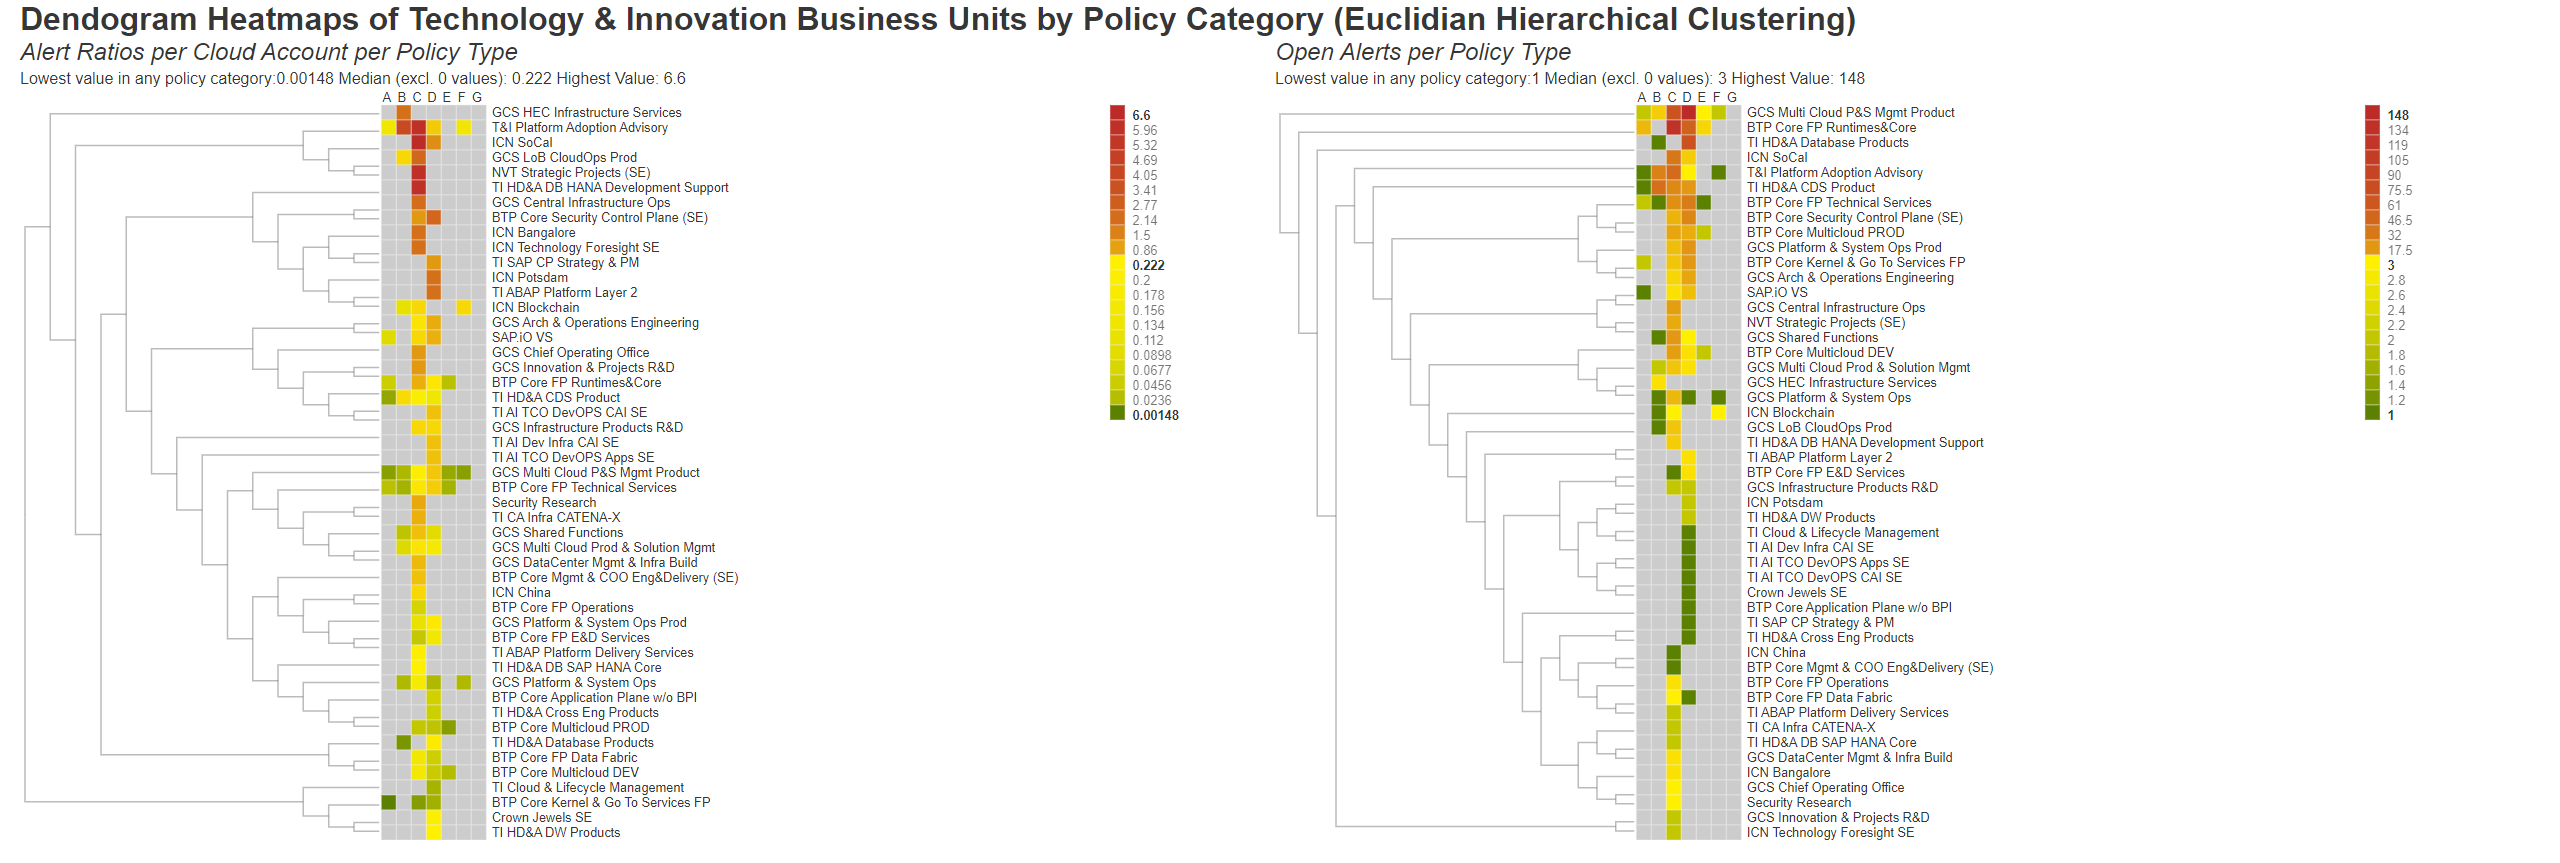 Dendogram Heatmaps of Technology & Innovation Business Units by Policy Category (Euclidian Hierarchical Clustering)
Alert Ratios per Cloud Account per Policy Type
Lowest value in any policy category:0.00148 Median (excl. 0 values): 0.222 Highest Value: 6.6
A B C D E F G
GCS HEC Infrastructure Services
T&I Platform Adoption Advisory
ICN SoCal
GCS LoB CloudOps Prod
NVT Strategic Projects (SE)
TI HD&A DB HANA Development Support
GCS Central Infrastructure Ops
BTP Core Security Control Plane (SE)
ICN Bangalore
ICN Technology Foresight SE
TI SAP CP Strategy & PM
ICN Potsdam
TI ABAP Platform Layer 2
ICN Blockchain
GCS Arch & Operations Engineering
SAP.iO VS
GCS Chief Operating Office
GCS Innovation & Projects R&D
BTP Core FP Runtimes&Core
TI HD&A CDS Product
TI AI TCO DevOPS CAI SE
GCS Infrastructure Products R&D
TI AI Dev Infra CAI SE
TI AI TCO DevOPS Apps SE
GCS Multi Cloud P&S Mgmt Product
BTP Core FP Technical Services
Security Research
TI CA Infra CATENA-X
GCS Shared Functions
GCS Multi Cloud Prod & Solution Mgmt
GCS DataCenter Mgmt & Infra Build
BTP Core Mgmt & COO Eng&Delivery (SE)
ICN China
BTP Core FP Operations
GCS Platform & System Ops Prod
BTP Core FP E&D Services
TI ABAP Platform Delivery Services
TI HD&A DB SAP HANA Core
GCS Platform & System Ops
BTP Core Application Plane w/o BPI
TI HD&A Cross Eng Products
BTP Core Multicloud PROD
TI HD&A Database Products
BTP Core FP Data Fabric
BTP Core Multicloud DEV
TI Cloud & Lifecycle Management
BTP Core Kernel & Go To Services FP
Crown Jewels SE
TI HD&A DW Products
6.6
5.96
5.32
4.69
4.05
3.41
2.77
2.14
1.5
0.86
0.222
0.2
0.178
0.156
0.134
0.112
0.0898
0.0677
0.0456
0.0236
0.00148
Open Alerts per Policy Type
Lowest value in any policy category:1 Median (excl. 0 values): 3 Highest Value: 148
A B C D E F G
GCS Multi Cloud P&S Mgmt Product
BTP Core FP Runtimes&Core
TI HD&A Database Products
ICN SoCal
T&I Platform Adoption Advisory
TI HD&A CDS Product
BTP Core FP Technical Services
BTP Core Security Control Plane (SE)
BTP Core Multicloud PROD
GCS Platform & System Ops Prod
BTP Core Kernel & Go To Services FP
GCS Arch & Operations Engineering
SAP.iO VS
GCS Central Infrastructure Ops
NVT Strategic Projects (SE)
GCS Shared Functions
BTP Core Multicloud DEV
GCS Multi Cloud Prod & Solution Mgmt
GCS HEC Infrastructure Services
GCS Platform & System Ops
ICN Blockchain
GCS LoB CloudOps Prod
TI HD&A DB HANA Development Support
TI ABAP Platform Layer 2
BTP Core FP E&D Services
GCS Infrastructure Products R&D
ICN Potsdam
TI HD&A DW Products
TI Cloud & Lifecycle Management
TI AI Dev Infra CAI SE
TI AI TCO DevOPS Apps SE
TI AI TCO DevOPS CAI SE
Crown Jewels SE
BTP Core Application Plane w/o BPI
TI SAP CP Strategy & PM
TI HD&A Cross Eng Products
ICN China
BTP Core Mgmt & COO Eng&Delivery (SE)
BTP Core FP Operations
BTP Core FP Data Fabric
TI ABAP Platform Delivery Services
TI CA Infra CATENA-X
TI HD&A DB SAP HANA Core
GCS DataCenter Mgmt & Infra Build
ICN Bangalore
GCS Chief Operating Office
Security Research
GCS Innovation & Projects R&D
ICN Technology Foresight SE
148
134
119
105
90
75.5
61
46.5
32
17.5
3
2.8
2.6
2.4
2.2
2
1.8
1.6
1.4
1.2
1